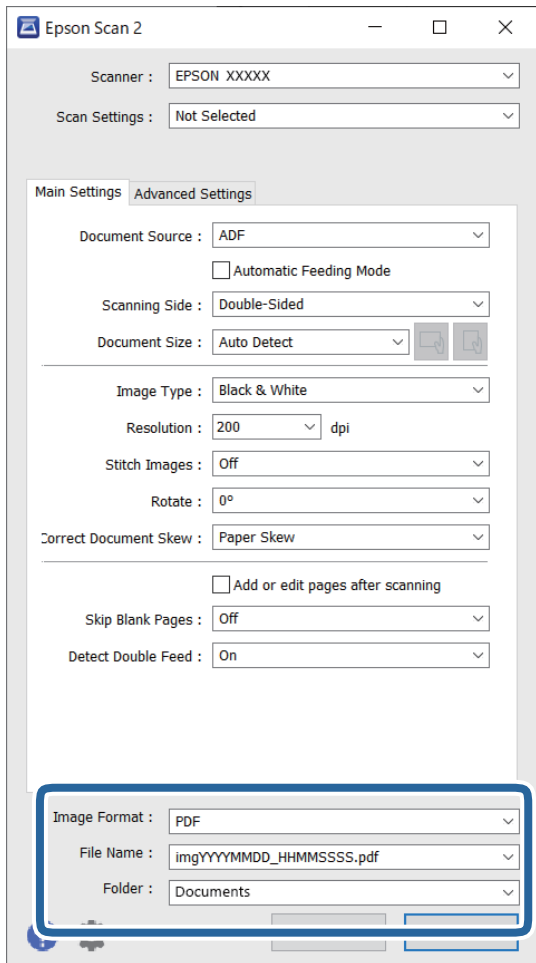 Epson Scan 2
Scanner : EPSON XXXXX
Scan Settings : Not Selected
Main Settings Advanced Settings
Document Source : ADF
Automatic Feeding Mode
Scanning Side : Double-Sided
Document Size : Auto Detect
Image Type : Black & White
Resolution : 200 dpi
Stitch Images : Off
Rotate : 0°
Correct Document Skew : Paper Skew
Add or edit pages after scanning
Skip Blank Pages : Off
Detect Double Feed : On
Image Format : PDF
File Name : imgYYYYMMDD_HHMMSSSS.pdf
Folder : Documents